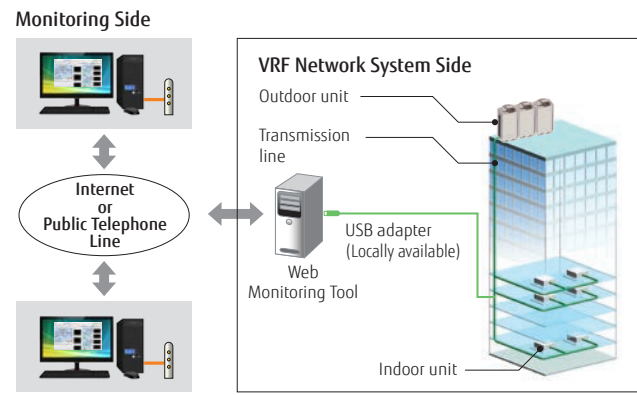 Monitoring Side
Internet
or
Public Telephone
Line
VRF Network System Side
Outdoor unit
Transmission
line
USB adapter
(Locally available)
Web
Monitoring Tool
Indoor unit